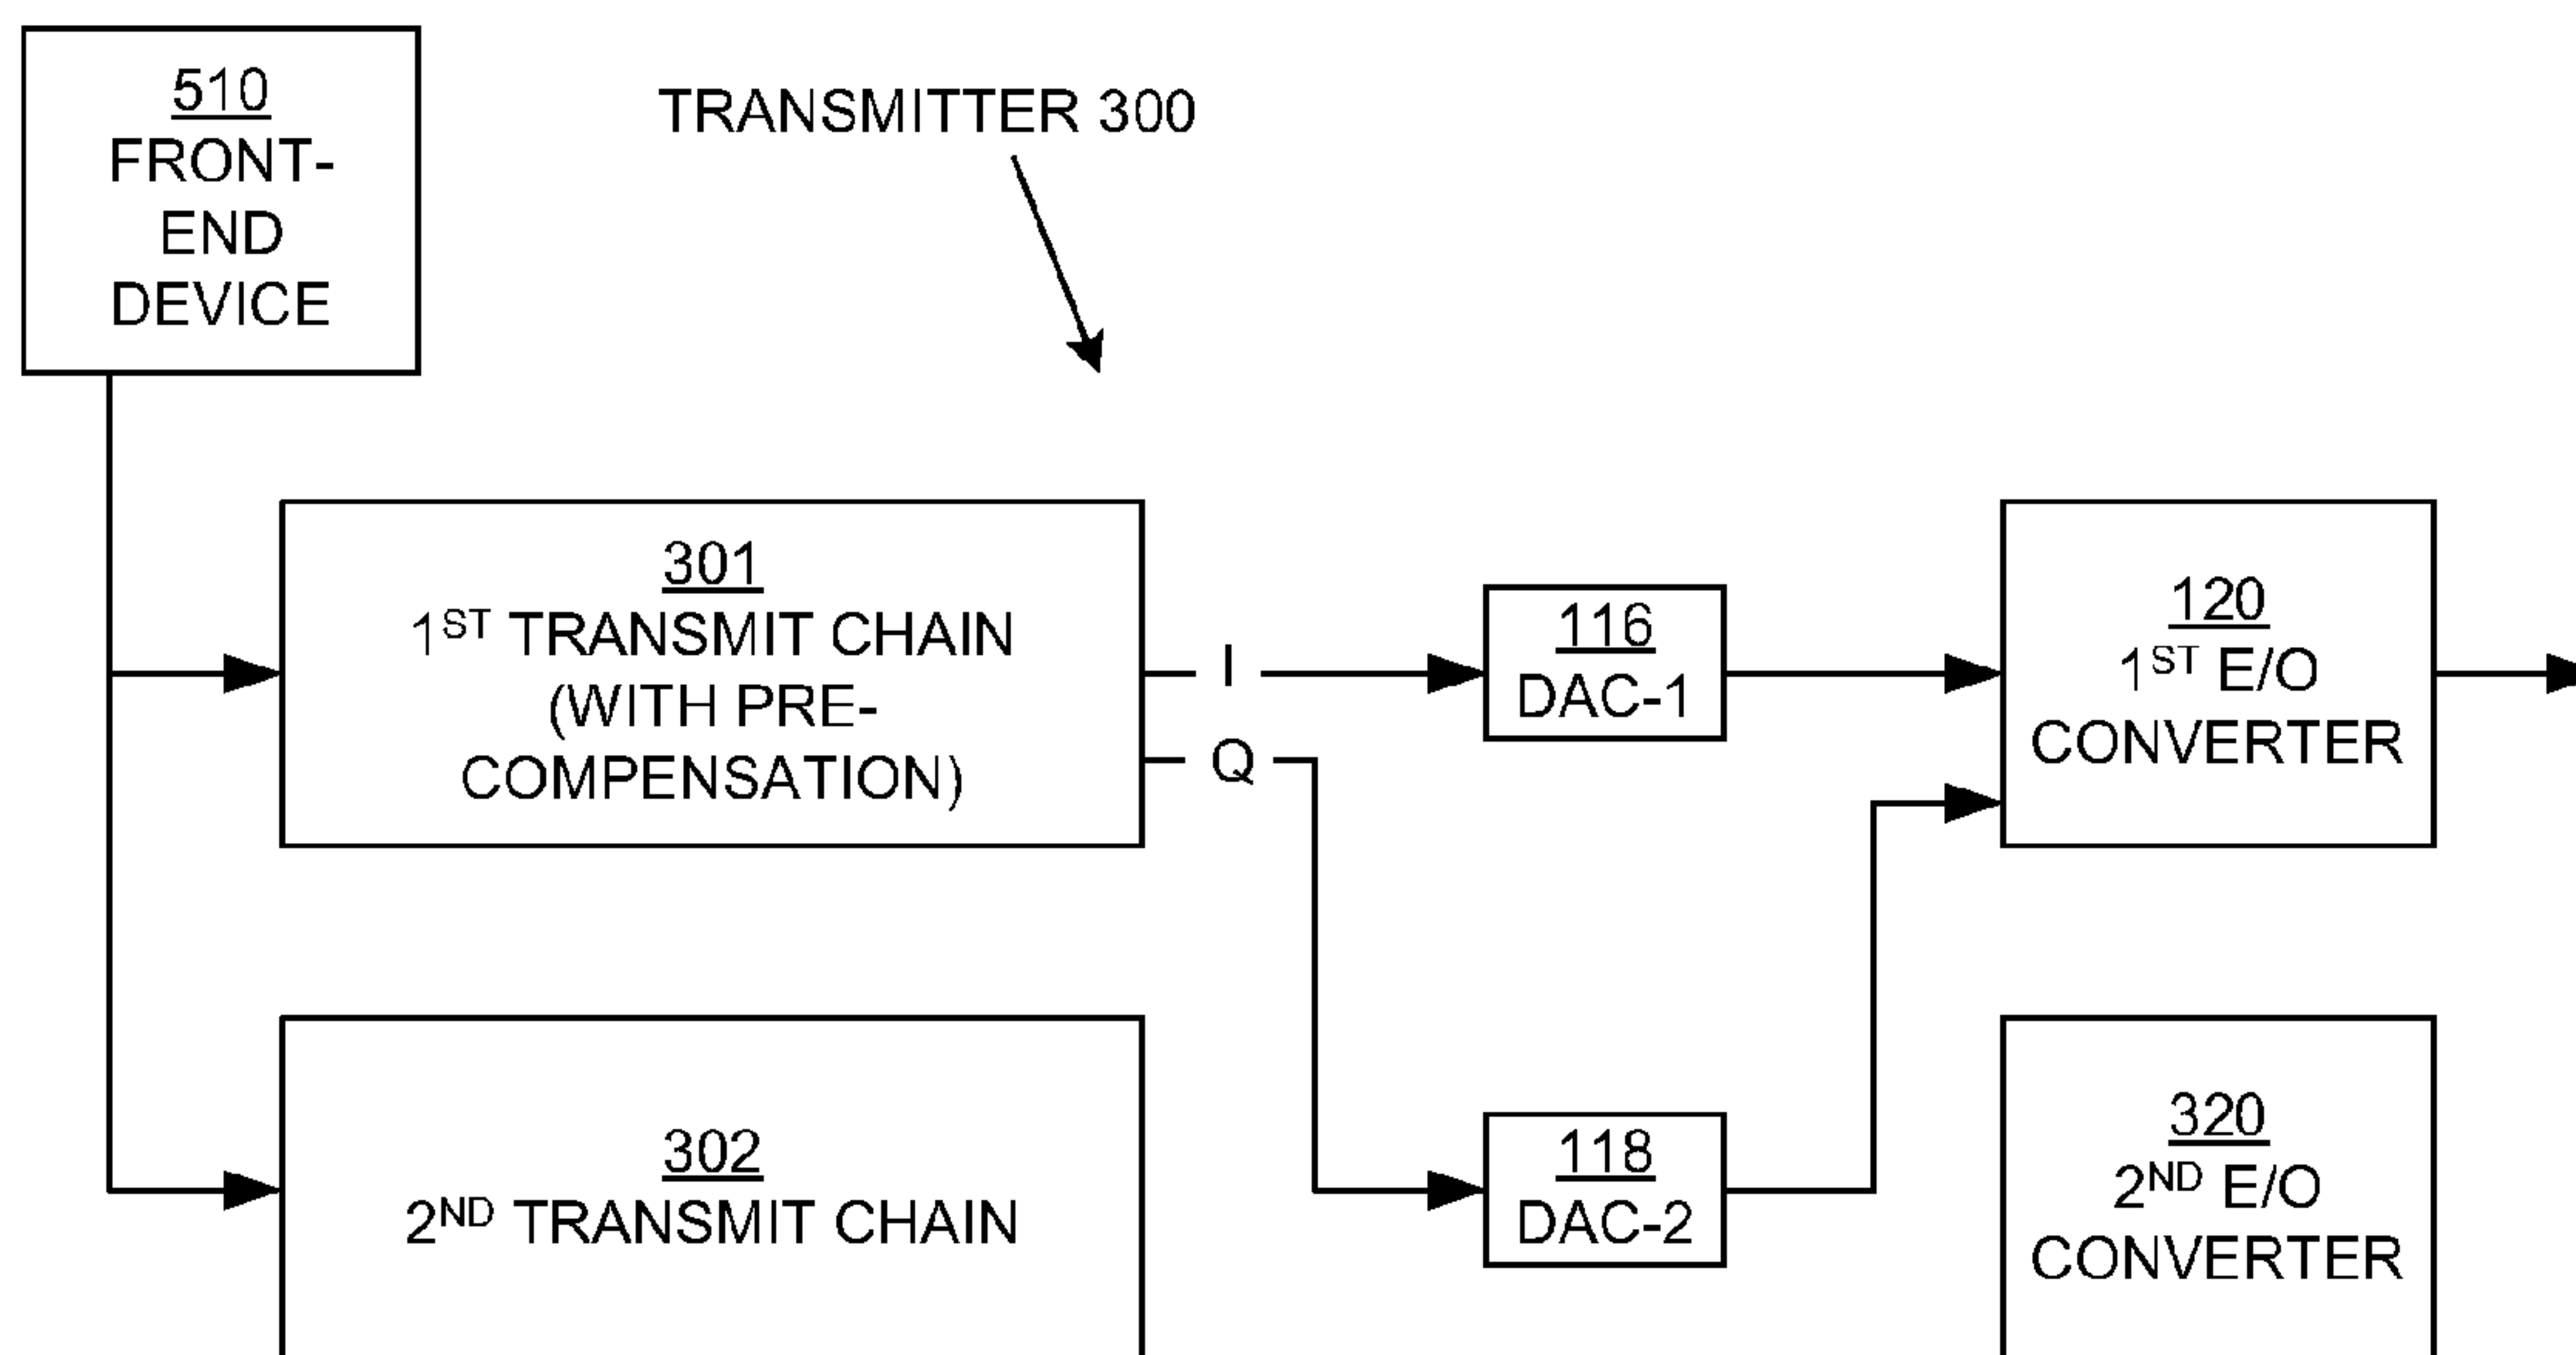 510
FRONT-
END
DEVICE
TRANSMITTER 300
301
1ST TRANSMIT CHAIN
(WITH PRE-
COMPENSATION)
I
Q
116
DAC-1
120
1ST E/O
CONVERTER
302
2ND TRANSMIT CHAIN
118
DAC-2
320
2ND E/O
CONVERTER